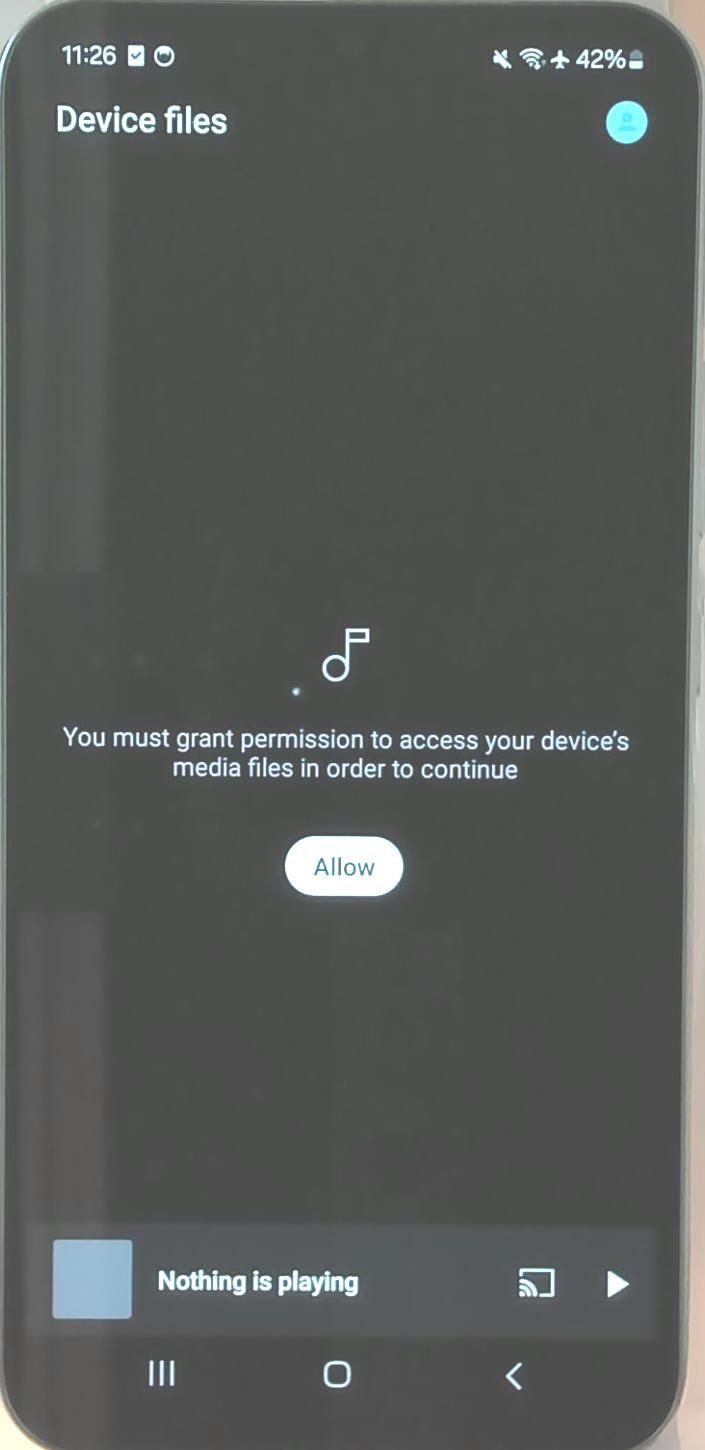 11:26 42%
Device files
You must grant permission to access your device's
media files in order to continue
Allow
Nothing is playing